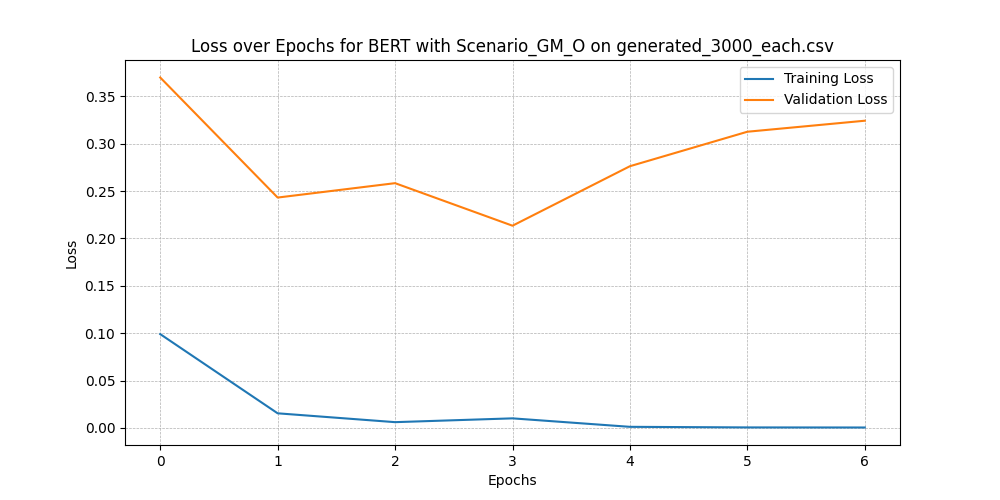 Loss over Epochs for BERT with Scenario_GM_O on generated_3000_each.csv
Training Loss
Validation Loss
0.35
0.30
0.25
0.20
0.15
0.10
0.05
0.00
Loss
0 1 2 3 4 5 6
Epochs